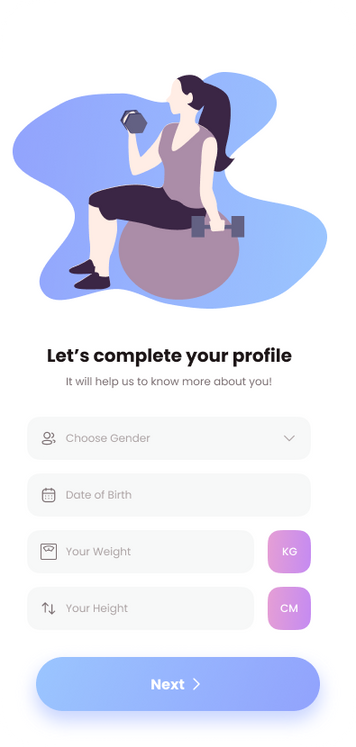 Let’s complete your profile
It will help us to know more about you!
Choose Gender
Date of Birth
Your Weight
KG
Your Height
CM
Next